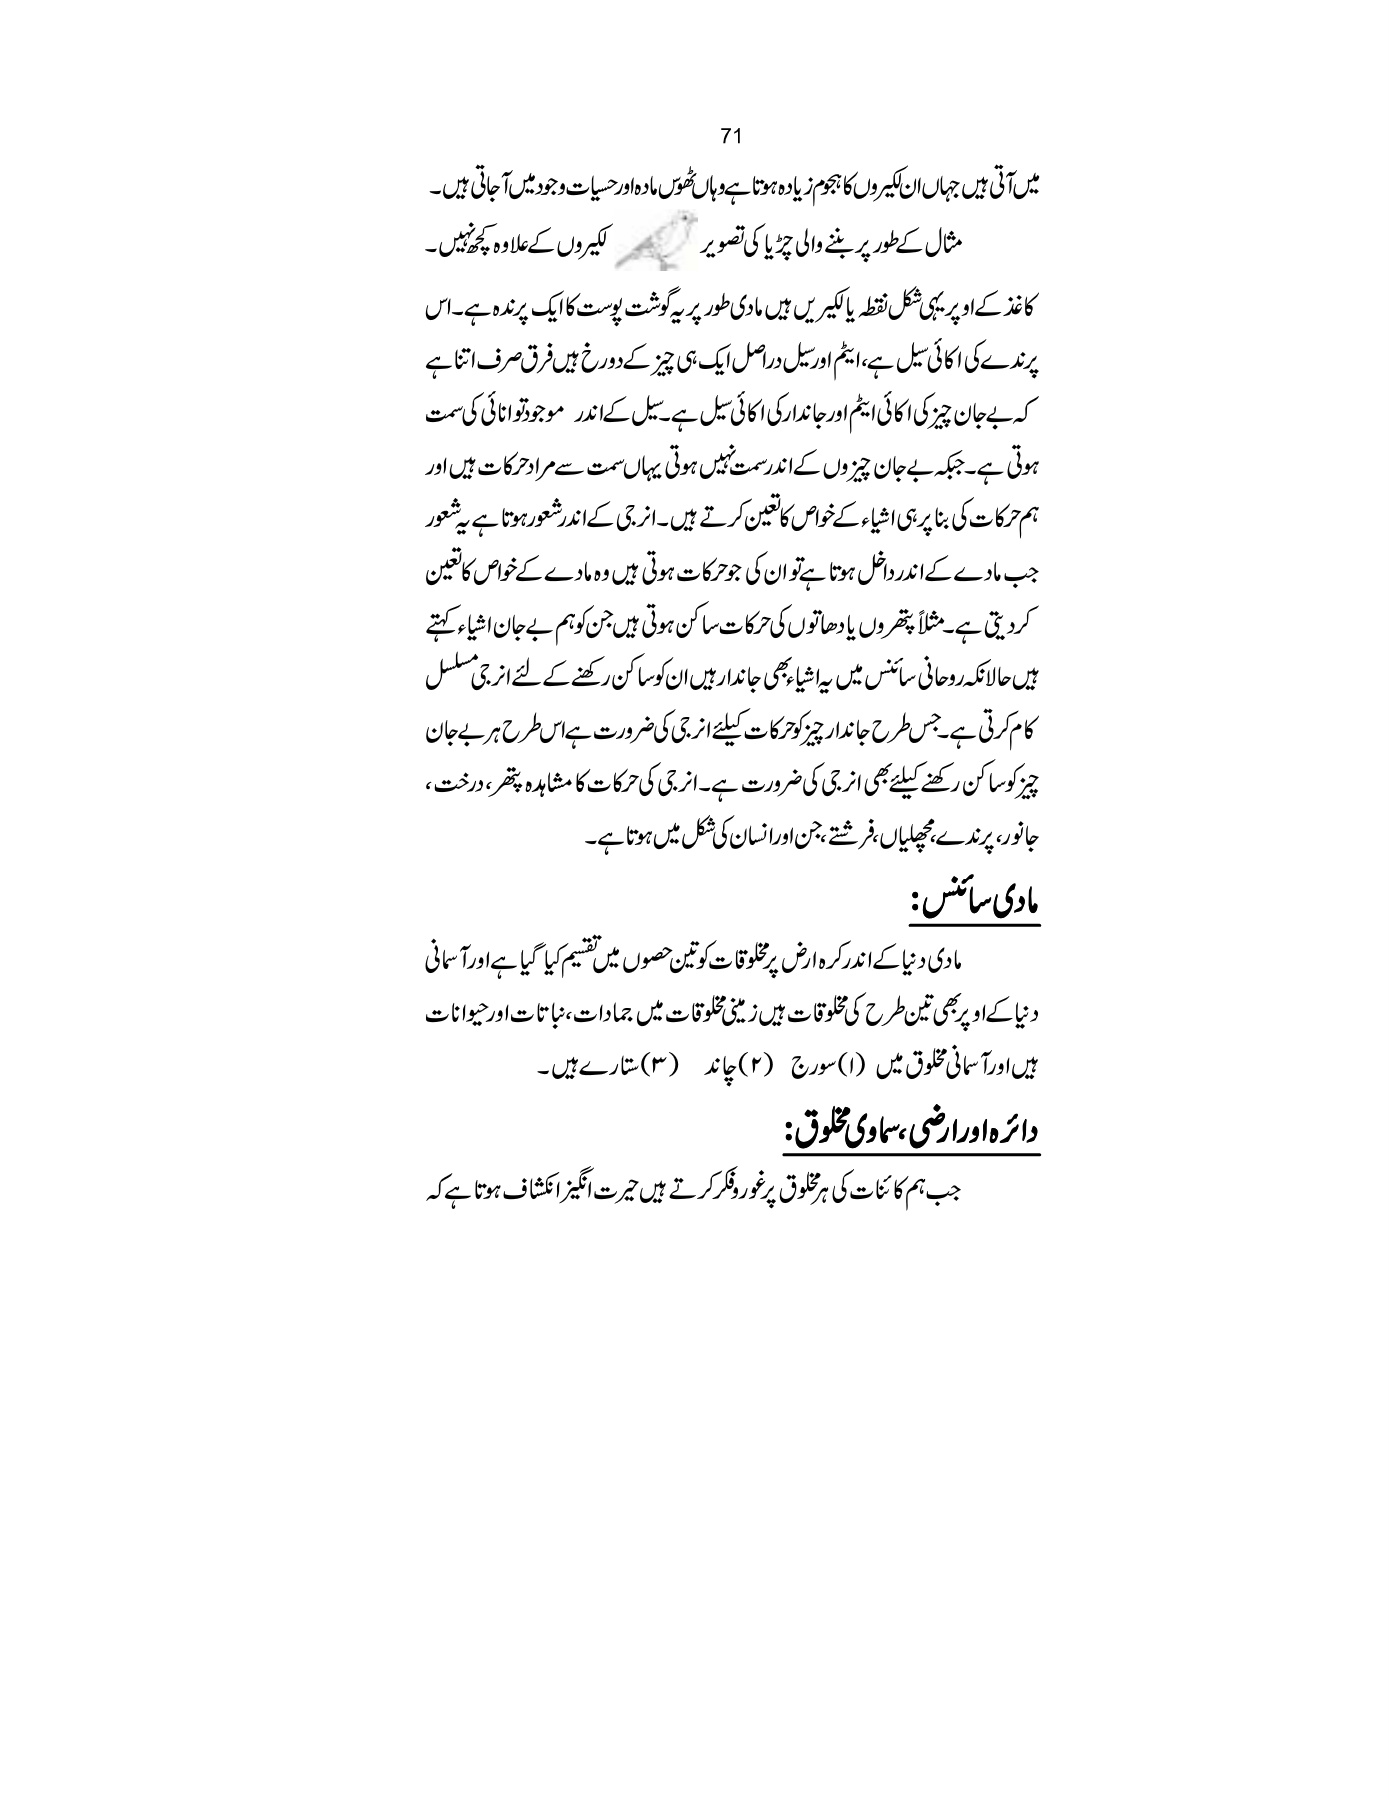 71
میں آتی ہیں جہاں ان لکیروں کا ہجوم زیادہ ہوتا ہے وہاں ٹھوس مادہ اور حسیات وجود میں آجاتی ہیں۔
مثال کے طور پر بننے والی چڑیا کی تصویر لکیروں کے علاوہ کچھ نہیں۔
کاغذ کے اوپر یہی شکل نقطہ یا لکیریں ہیں مادی طور پر یہ گوشت پوست کا ایک پرندہ ہے۔ اس
پرندے کی اکائی سیل ہے، ایٹم اور سیل دراصل ایک ہی چیز کے دو رخ ہیں فرق صرف اتنا ہے
کہ بے جان چیز کی اکائی ایٹم اور جاندار کی اکائی سیل ہے۔ سیل کے اندر موجود توانائی کی سمت
ہوتی ہے۔ جبکہ بے جان چیزوں کے اندر سمت نہیں ہوتی یہاں سمت سے مراد حرکات ہیں اور
ہم حرکات کی بنا پر ہی اشیاء کے خواص کا تعین کرتے ہیں۔ انرجی کے اندر شعور ہوتا ہے یہ شعور
جب مادے کے اندر داخل ہوتا ہے تو ان کی جو حرکات ہوتی ہیں وہ مادے کے خواص کا تعین
کردیتی ہے۔ مثلاً پتھروں یا دھاتوں کی حرکات ساکن ہوتی ہیں جن کو ہم بے جان اشیاء کہتے
ہیں حالانکہ روحانی سائنس میں یہ اشیاء بھی جاندار ہیں ان کو ساکن رکھنے کے لئے انرجی مسلسل
کام کرتی ہے۔ جس طرح جاندار چیز کو حرکات کیلئے انرجی کی ضرورت ہے اس طرح ہر بے جان
چیز کو ساکن رکھنے کیلئے بھی انرجی کی ضرورت ہے۔ انرجی کی حرکات کا مشاہدہ پتھر، درخت،
جانور، پرندے، مچھلیاں، فرشتے، جن اور انسان کی شکل میں ہوتا ہے۔
مادی سائنس:
مادی دنیا کے اندر کرہ ارض پر مخلوقات کو تین حصوں میں تقسیم کیا گیا ہے اور آسمانی
دنیا کے اوپر بھی تین طرح کی مخلوقات ہیں زمینی مخلوقات میں جمادات، نباتات اور حیوانات
ہیں اور آسمانی مخلوق میں (۱) سورج (۲) چاند (۳) ستارے ہیں۔
دائرہ اور ارضی، سماوی مخلوق:
جب ہم کائنات کی ہر مخلوق پر غور وفکر کرتے ہیں حیرت انگیز انکشاف ہوتا ہے کہ